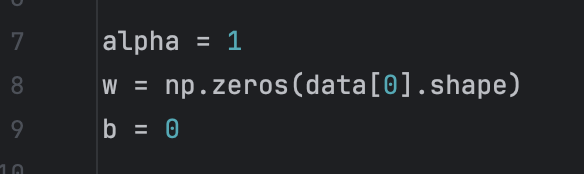 7 alpha = 1
8 w = np.zeros(data[0].shape)
9 b = 0